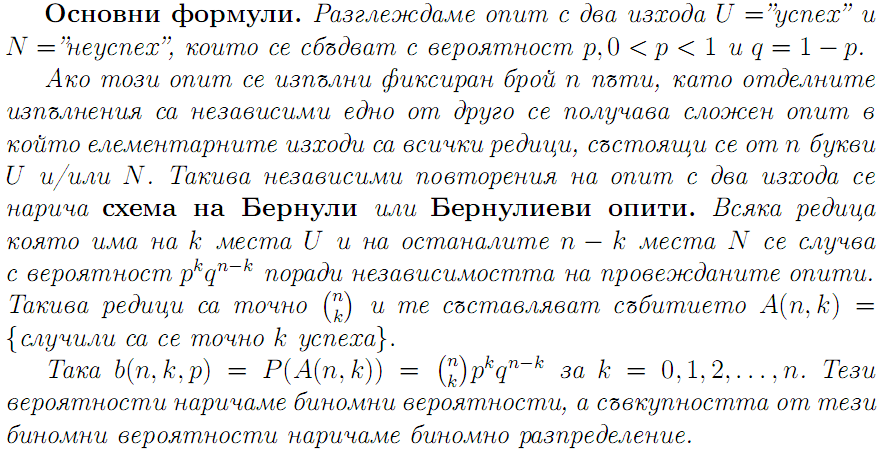 Основни формули. Разглеждаме опит с два изхода U ="успех" и
N ="неуспех", които се сбъдват с вероятност p, 0 < p < 1 и q = 1 − p.
Ако този опит се изпълни фиксиран брой n пъти, като отделните
изпълнения са независими едно от друго се получава сложен опит в
който елементарните изходи са всички редици, състоящи се от n букви
U и/или N. Такива независими повторения на опит с два изхода се
нарича схема на Бернули или Бернулиеви опити. Всяка редица
която има на k места U и на останалите n − k места N се случва
с вероятност p^k q^{n−k} поради независимостта на провежданите опити.
Такива редици са точно \binom{n}{k} и те съставляват събитието A(n, k) =
{случили са се точно k успеха}.
Така b(n, k, p) = P(A(n, k)) = \binom{n}{k} p^k q^{n−k} за k = 0, 1, 2, . . . , n. Тези
вероятности наричаме биномни вероятности, а съвкупността от тези
биномни вероятности наричаме биномно разпределение.